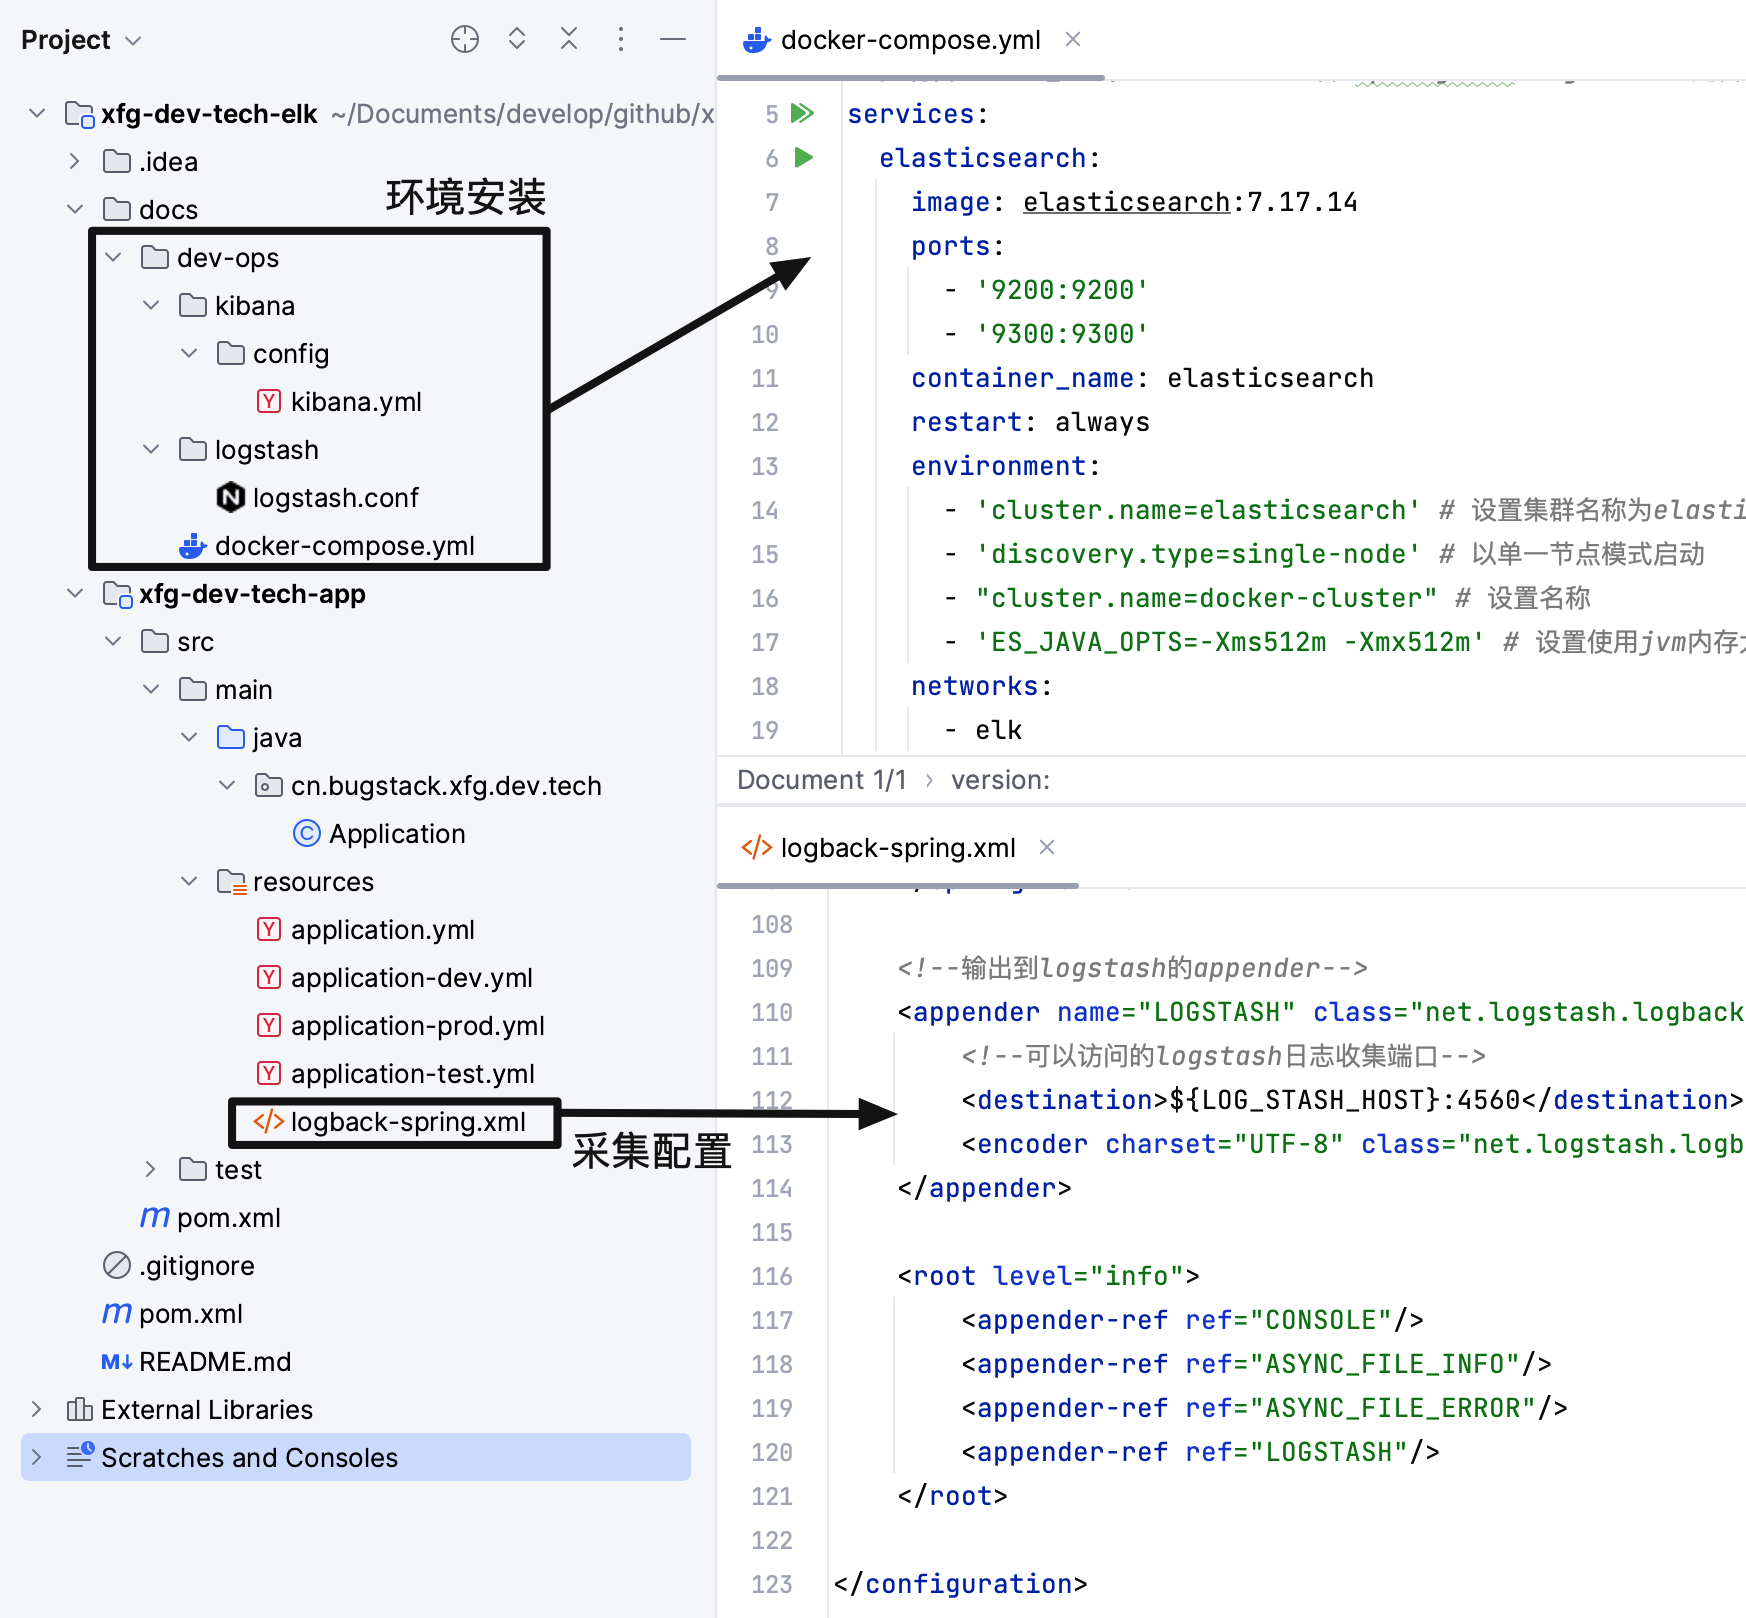 Project
xfg-dev-tech-elk ~/Documents/develop/github/x
.idea
docs
环境安装
dev-ops
kibana
config
kibana.yml
logstash
logstash.conf
docker-compose.yml
xfg-dev-tech-app
src
main
java
cn.bugstack.xfg.dev.tech
Application
resources
application.yml
application-dev.yml
application-prod.yml
application-test.yml
logback-spring.xml
采集配置
test
pom.xml
.gitignore
pom.xml
README.md
External Libraries
Scratches and Consoles
docker-compose.yml
5 services:
6 elasticsearch:
7 image: elasticsearch:7.17.14
8 ports:
9 - '9200:9200'
10 - '9300:9300'
11 container_name: elasticsearch
12 restart: always
13 environment:
14 - 'cluster.name=elasticsearch' # 设置集群名称为elasti
15 - 'discovery.type=single-node' # 以单一节点模式启动
16 - "cluster.name=docker-cluster" # 设置名称
17 - 'ES_JAVA_OPTS=-Xms512m -Xmx512m' # 设置使用jvm内存
18 networks:
19 - elk
Document 1/1 › version:
logback-spring.xml
108
109 <!--输出到logstash的appender-->
110 <appender name="LOGSTASH" class="net.logstash.logback
111 <!--可以访问的logstash日志收集端口-->
112 <destination>${LOG_STASH_HOST}:4560</destination>
113 <encoder charset="UTF-8" class="net.logstash.logb
114 </appender>
115
116 <root level="info">
117 <appender-ref ref="CONSOLE"/>
118 <appender-ref ref="ASYNC_FILE_INFO"/>
119 <appender-ref ref="ASYNC_FILE_ERROR"/>
120 <appender-ref ref="LOGSTASH"/>
121 </root>
122
123 </configuration>